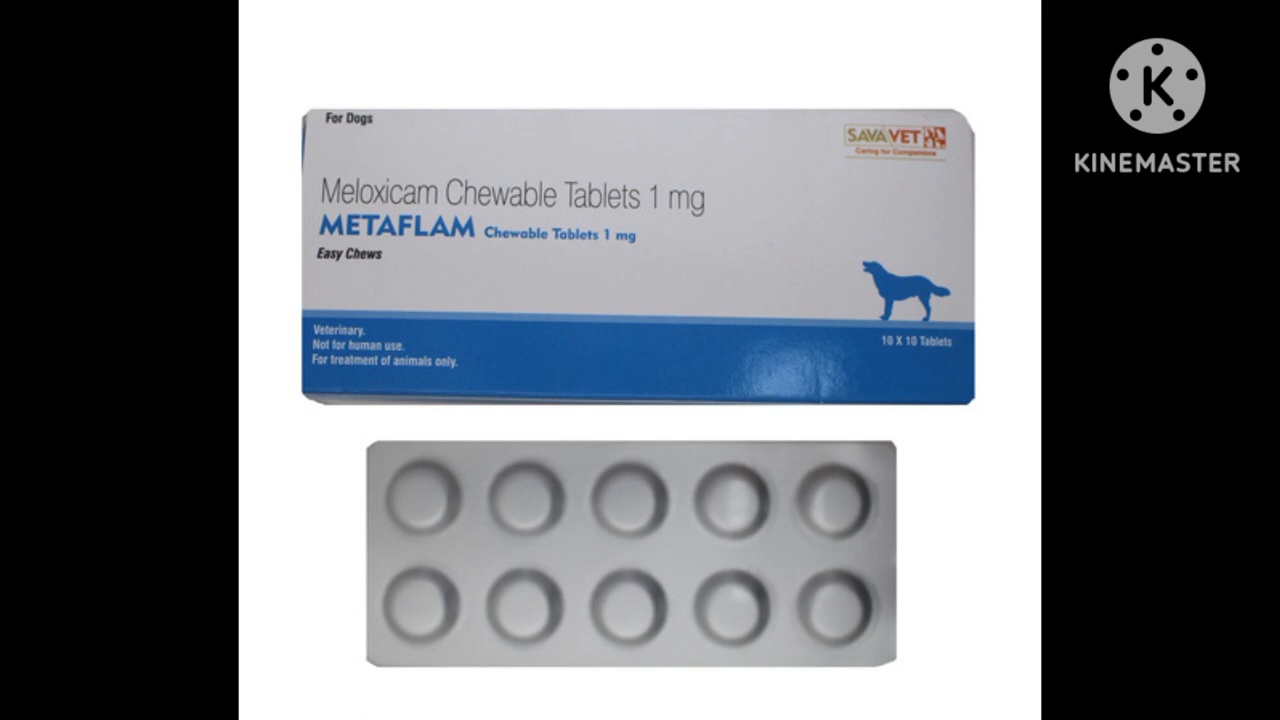 For Dogs
SAVAVET
Caring for Companions
Meloxicam Chewable Tablets 1 mg
METAFLAM Chewable Tablets 1 mg
Easy Chews
Veterinary.
Not for human use.
For treatment of animals only.
10 X 10 Tablets
K
KINEMASTER